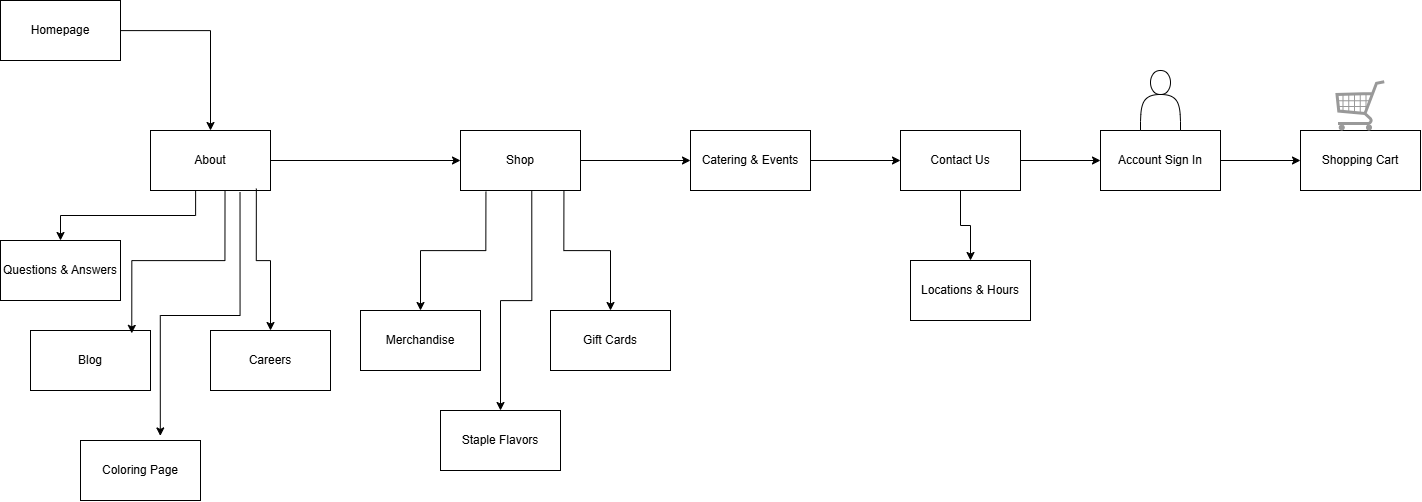 Homepage
About
Shop
Catering & Events
Contact Us
Account Sign In
Shopping Cart
Questions & Answers
Locations & Hours
Blog
Careers
Merchandise
Gift Cards
Staple Flavors
Coloring Page